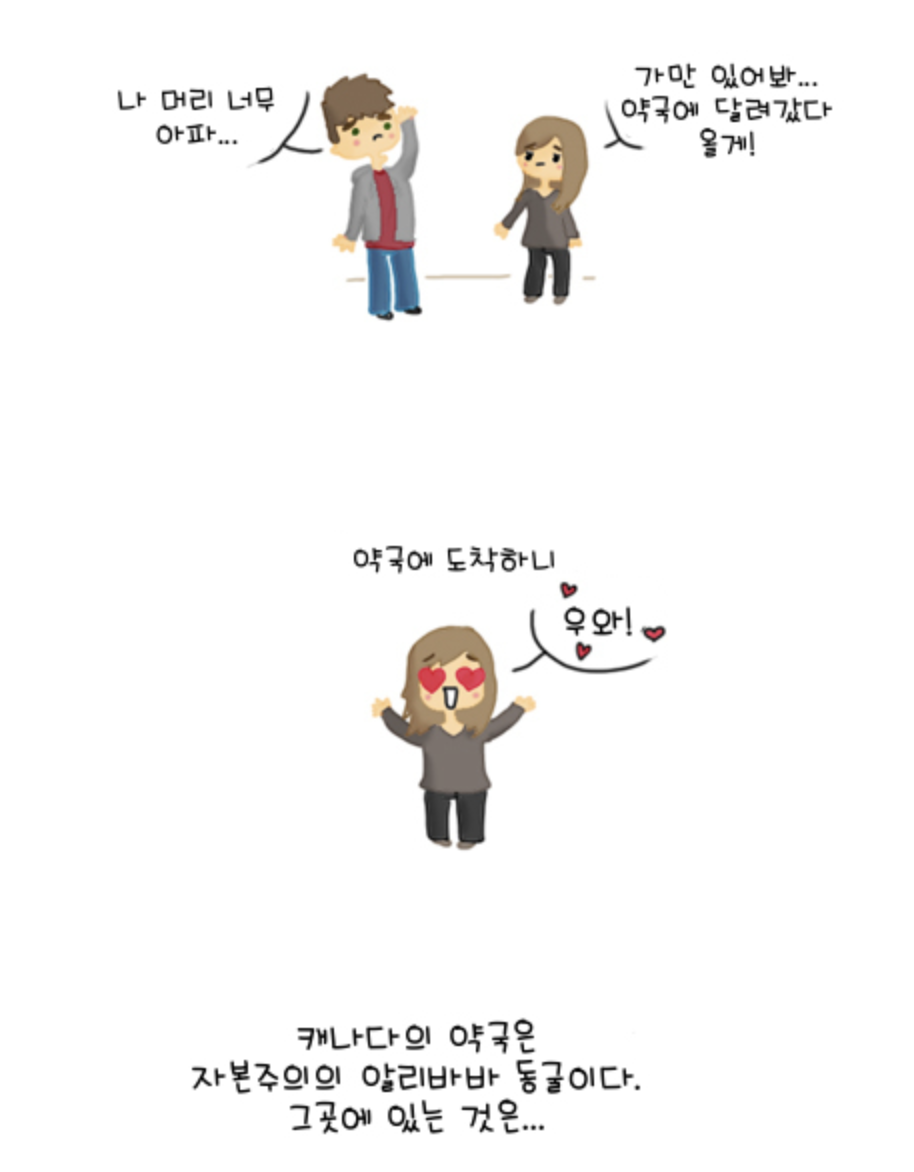 나 머리 너무
아파...
가만 있어봐...
약국에 달려갔다
올게!
약국에 도착하니
우와!
캐나다의 약국은
자본주의의 알리바바 동굴이다.
그곳에 있는 것은...